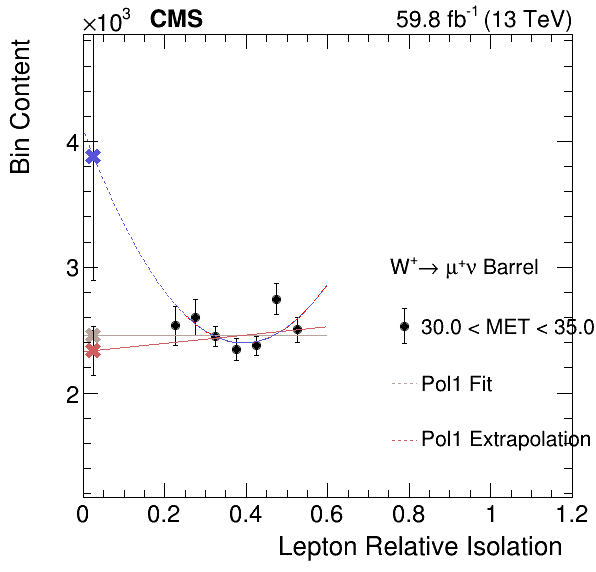 ×10³ CMS 59.8 fb⁻¹ (13 TeV)
Bin Content
4
3
2
W⁺→ μ⁺ν Barrel
30.0 < MET < 35.0
Pol1 Fit
Pol1 Extrapolation
0 0.2 0.4 0.6 0.8 1 1.2
Lepton Relative Isolation